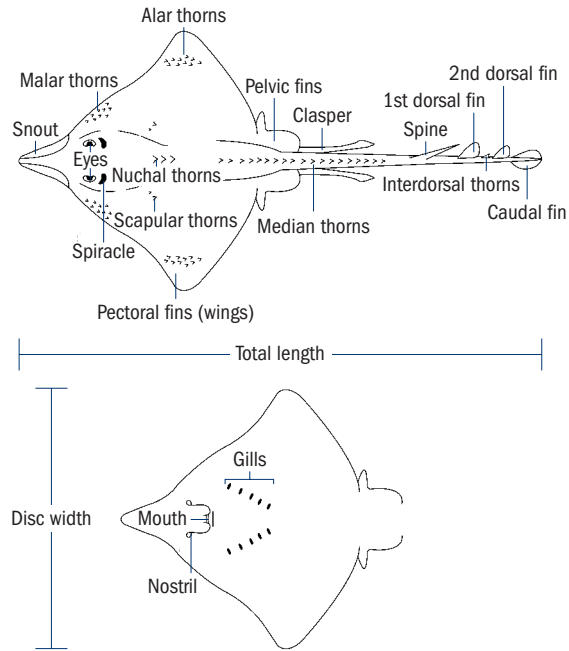 Alar thorns
Malar thorns
2nd dorsal fin
Pelvic fins
1st dorsal fin
Clasper
Snout
Spine
Eyes
Nuchal thorns
Interdorsal thorns
Scapular thorns
Median thorns
Caudal fin
Spiracle
Pectoral fins (wings)
Total length
Gills
Disc width
Mouth
Nostril